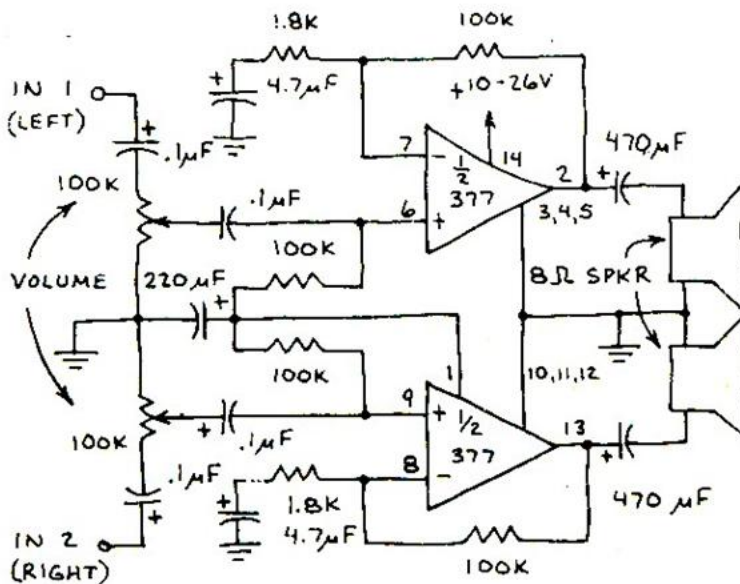 1.8K
100K
IN 1
(LEFT)
+
4.7µF
+10-26V
+
.1µF
7
-
1/2
377
14
2
470µF
+
100K
.1µF
6
+
3,4,5
100K
VOLUME
220µF
+
8Ω SPKR
100K
1
10,11,12
9
+
1/2
377
13
100K
+
.1µF
8
-
+
.1µF
+
+
1.8K
4.7µF
470 µF
100K
IN 2
(RIGHT)